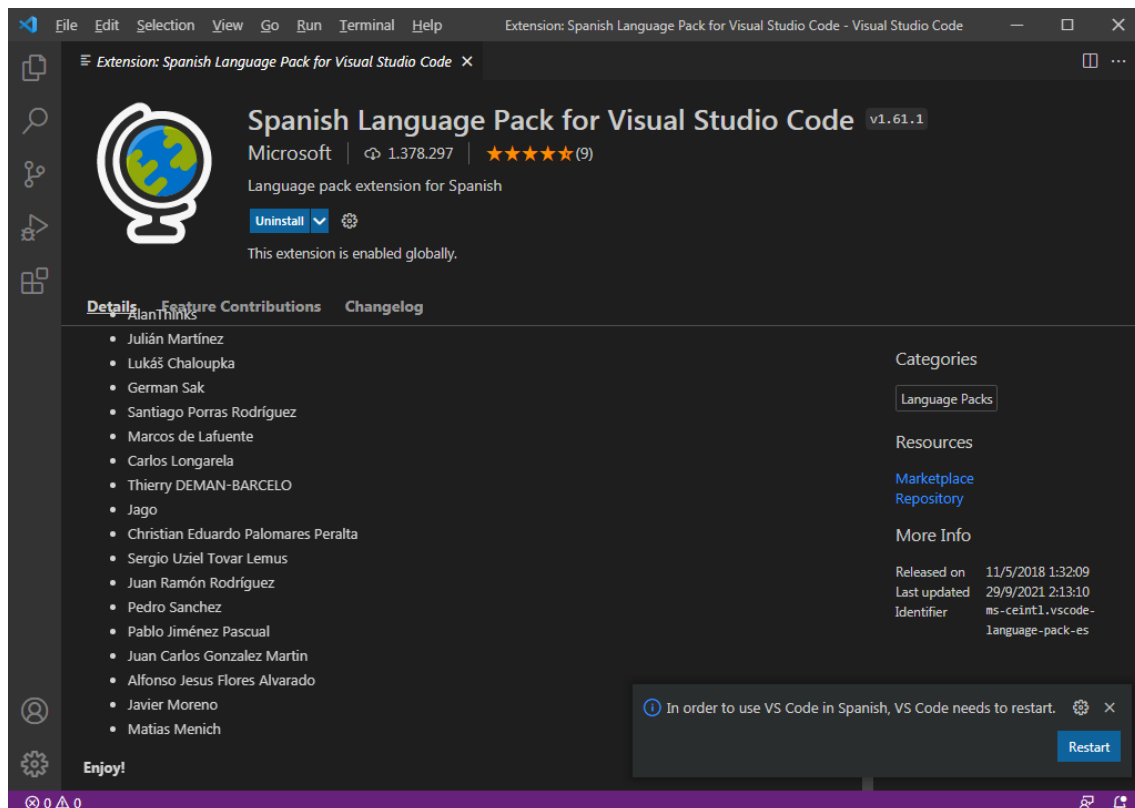 File Edit Selection View Go Run Terminal Help Extension: Spanish Language Pack for Visual Studio Code - Visual Studio Code
Extension: Spanish Language Pack for Visual Studio Code
Spanish Language Pack for Visual Studio Code v1.61.1
Microsoft 1.378.297 (9)
Language pack extension for Spanish
Uninstall
This extension is enabled globally.
Details Feature Contributions Changelog
AlanThinks
Julián Martínez
Lukáš Chaloupka
German Sak
Santiago Porras Rodríguez
Marcos de Lafuente
Carlos Longarela
Thierry DEMAN-BARCELO
Jago
Christian Eduardo Palomares Peralta
Sergio Uziel Tovar Lemus
Juan Ramón Rodríguez
Pedro Sanchez
Pablo Jiménez Pascual
Juan Carlos Gonzalez Martin
Alfonso Jesus Flores Alvarado
Javier Moreno
Matias Menich
Enjoy!
Categories
Language Packs
Resources
Marketplace
Repository
More Info
Released on 11/5/2018 1:32:09
Last updated 29/9/2021 2:13:10
Identifier ms-ceintl.vscode-
language-pack-es
In order to use VS Code in Spanish, VS Code needs to restart.
Restart
0 0